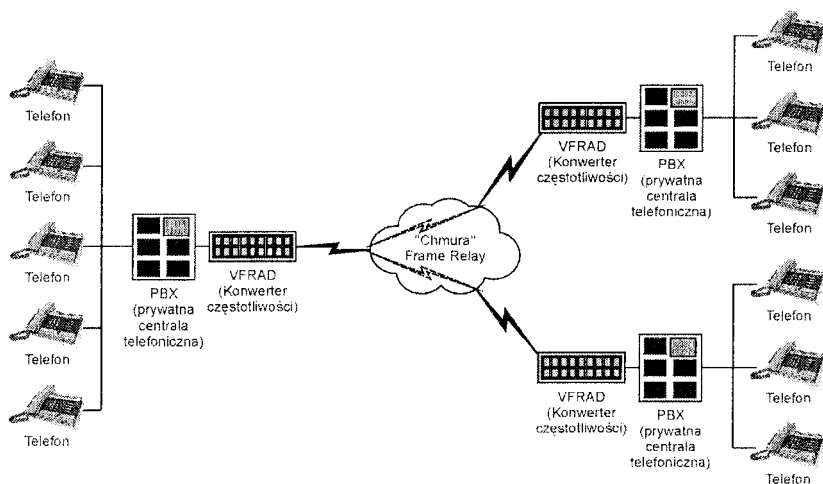 Telefon
Telefon
Telefon
Telefon
Telefon
PBX
(prywatna
centrala
telefoniczna)
VFRAD
(Konwerter
częstotliwości)
"Chmura"
Frame Relay
VFRAD
(Konwerter
częstotliwości)
PBX
(prywatna
centrala
telefoniczna)
Telefon
Telefon
Telefon
VFRAD
(Konwerter
częstotliwości)
PBX
(prywatna
centrala
telefoniczna)
Telefon
Telefon
Telefon